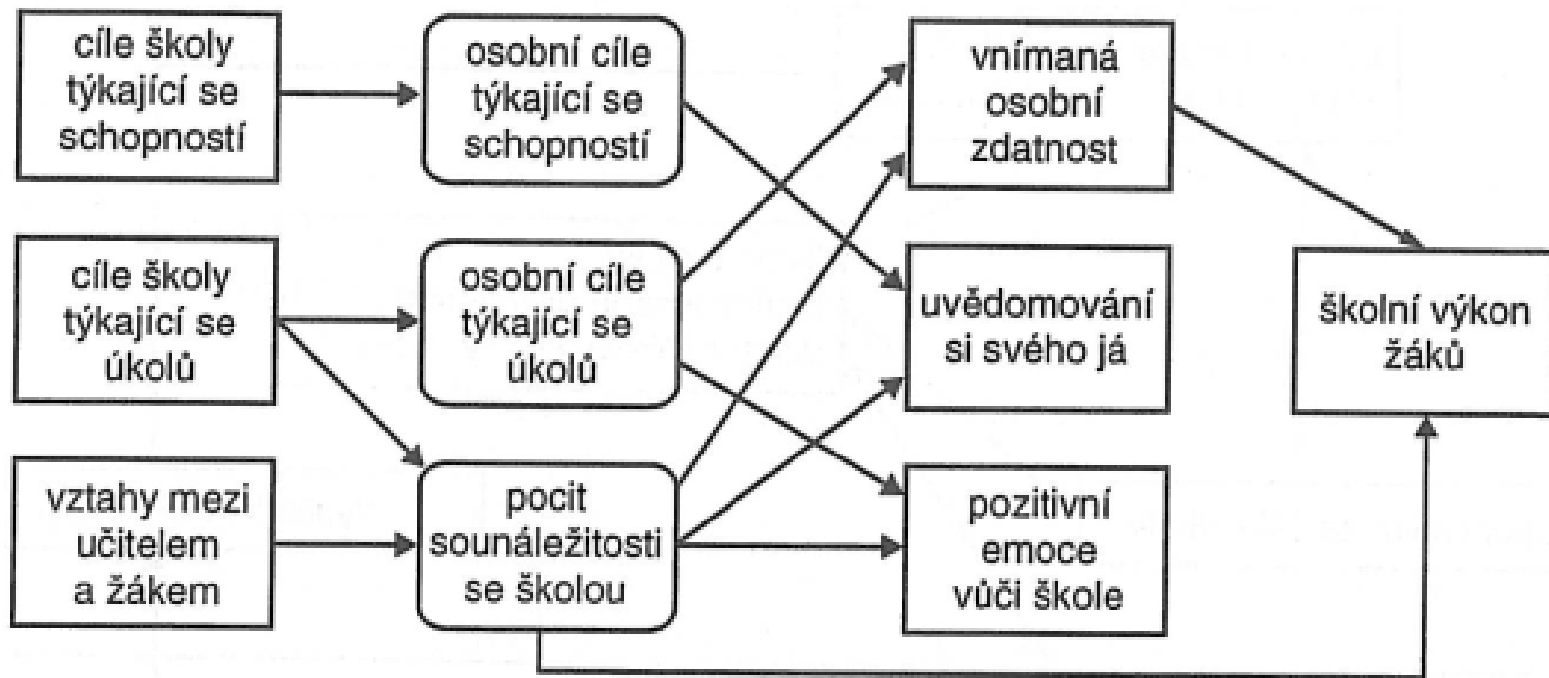 cíle školy
týkající se
schopností
osobní cíle
týkající se
schopností
vnímaná
osobní
zdatnost
cíle školy
týkající se
úkolů
osobní cíle
týkající se
úkolů
uvědomování
si svého já
školní výkon
žáků
vztahy mezi
učitelem
a žákem
pocit
sounáležitosti
se školou
pozitivní
emoce
vůči škole